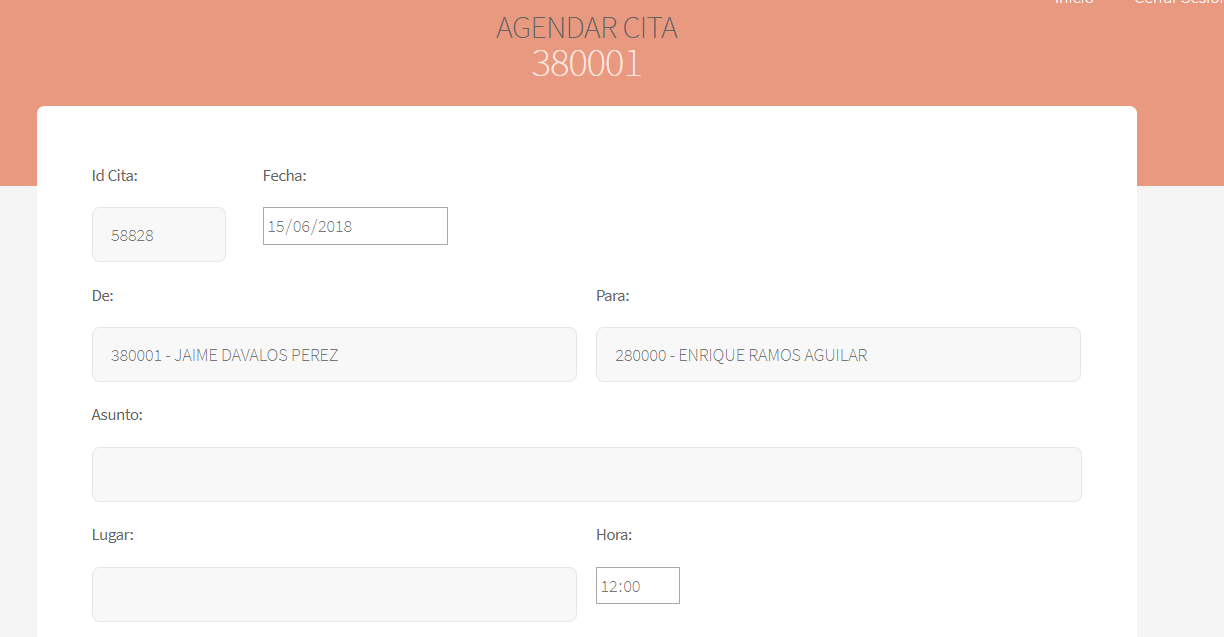 AGENDAR CITA
380001
Id Cita: Fecha:
58828 15/06/2018
De: Para:
380001 - JAIME DAVALOS PEREZ 280000 - ENRIQUE RAMOS AGUILAR
Asunto:
Lugar: Hora:
12:00